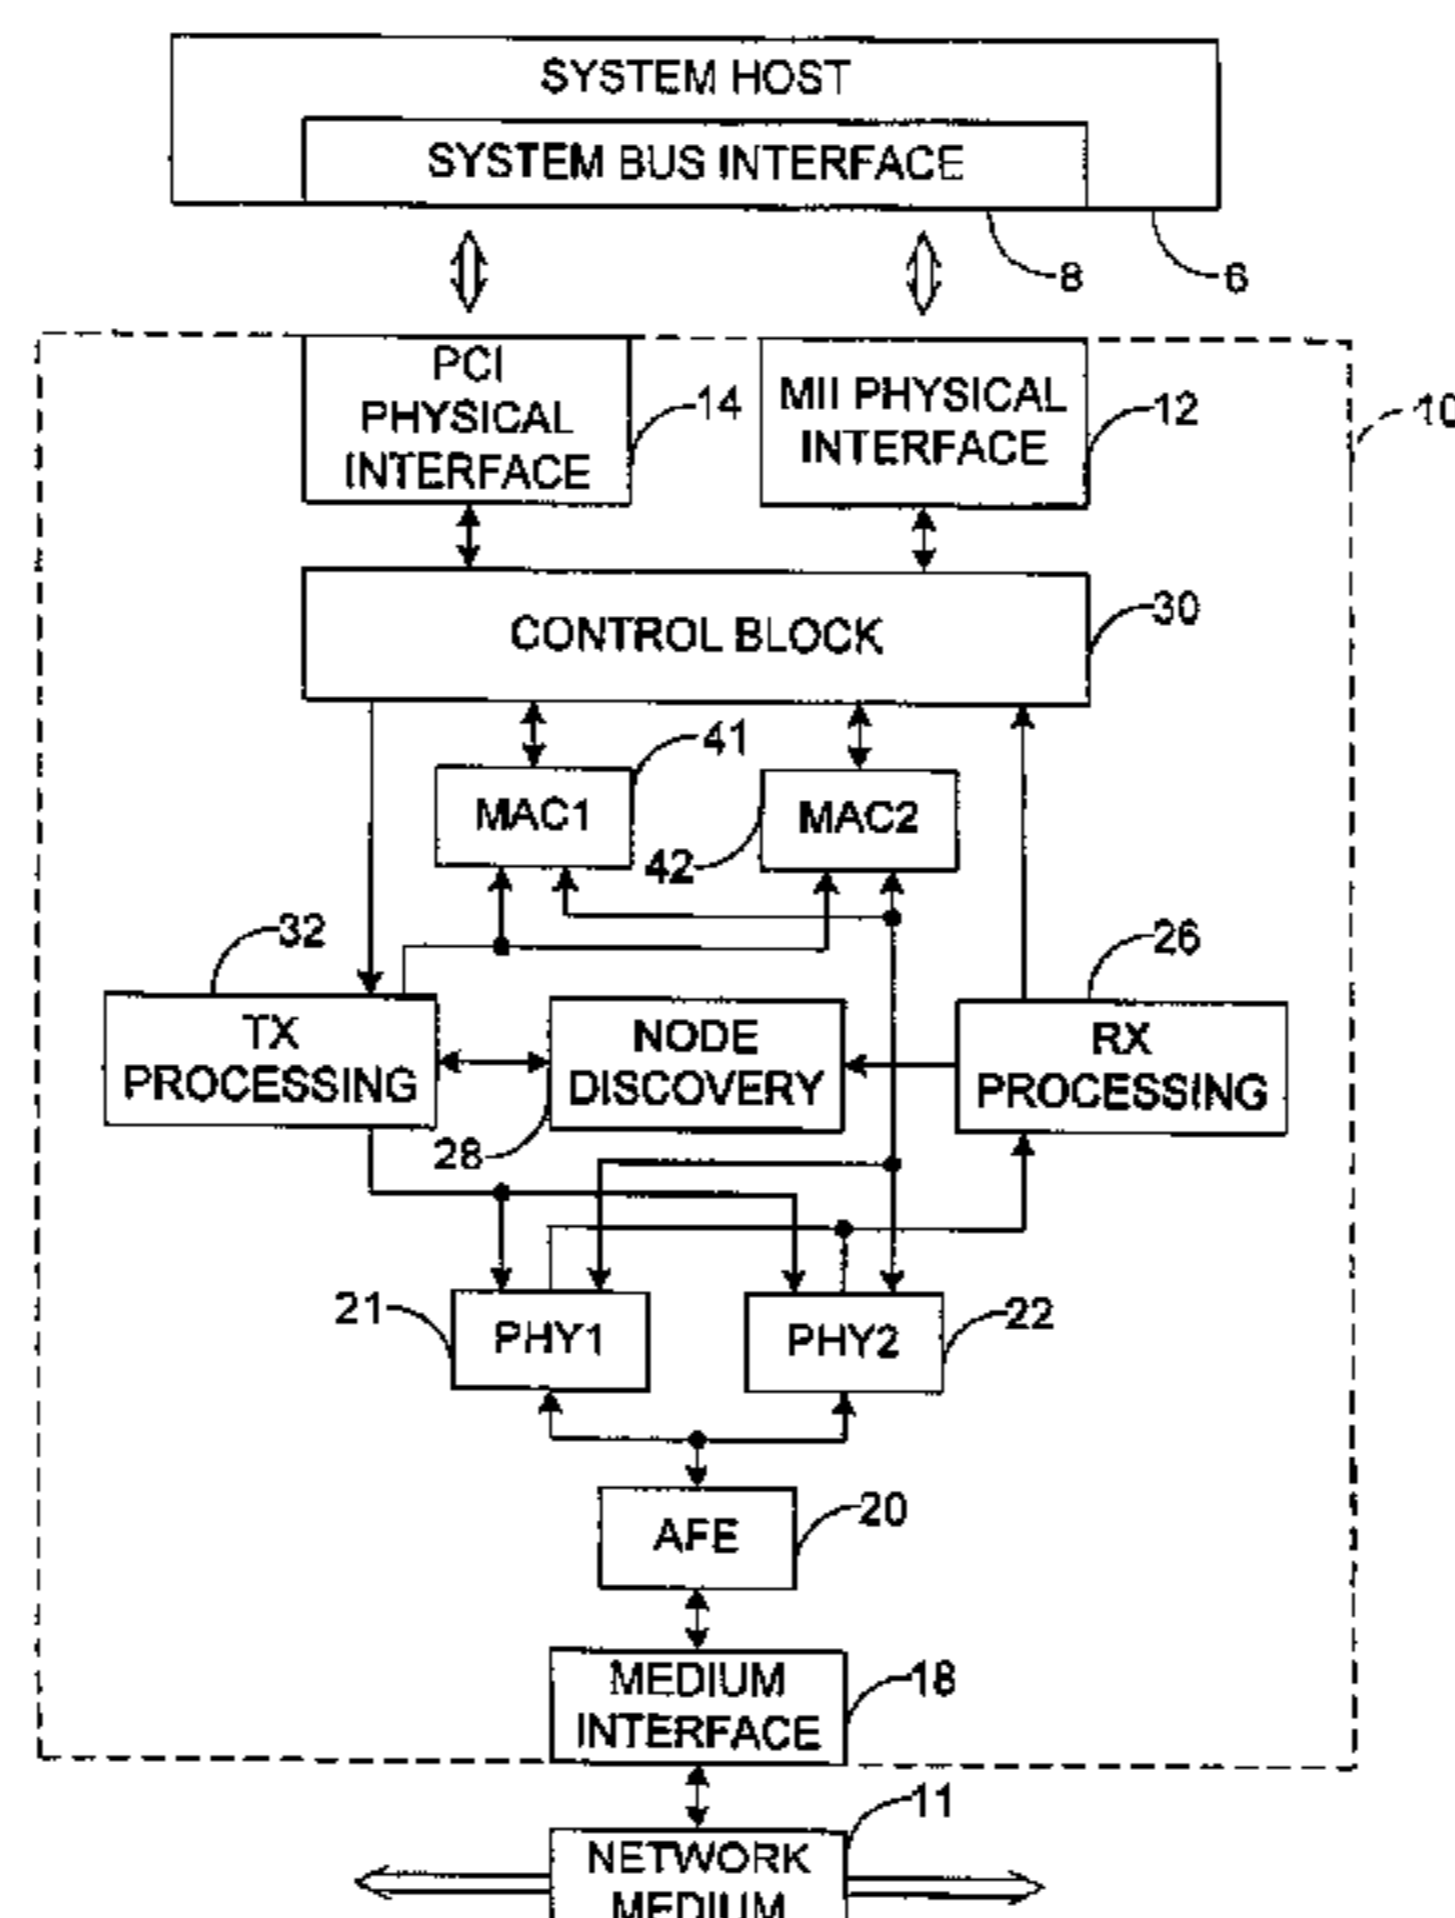 SYSTEM HOST
SYSTEM BUS INTERFACE
8
6
PCI
PHYSICAL
INTERFACE
14
MII PHYSICAL
INTERFACE
12
10
CONTROL BLOCK
30
41
MAC1
MAC2
42
32
26
TX
PROCESSING
NODE
DISCOVERY
RX
PROCESSING
28
21
PHY1
PHY2
22
AFE
20
MEDIUM
INTERFACE
18
11
NETWORK
MEDIUM